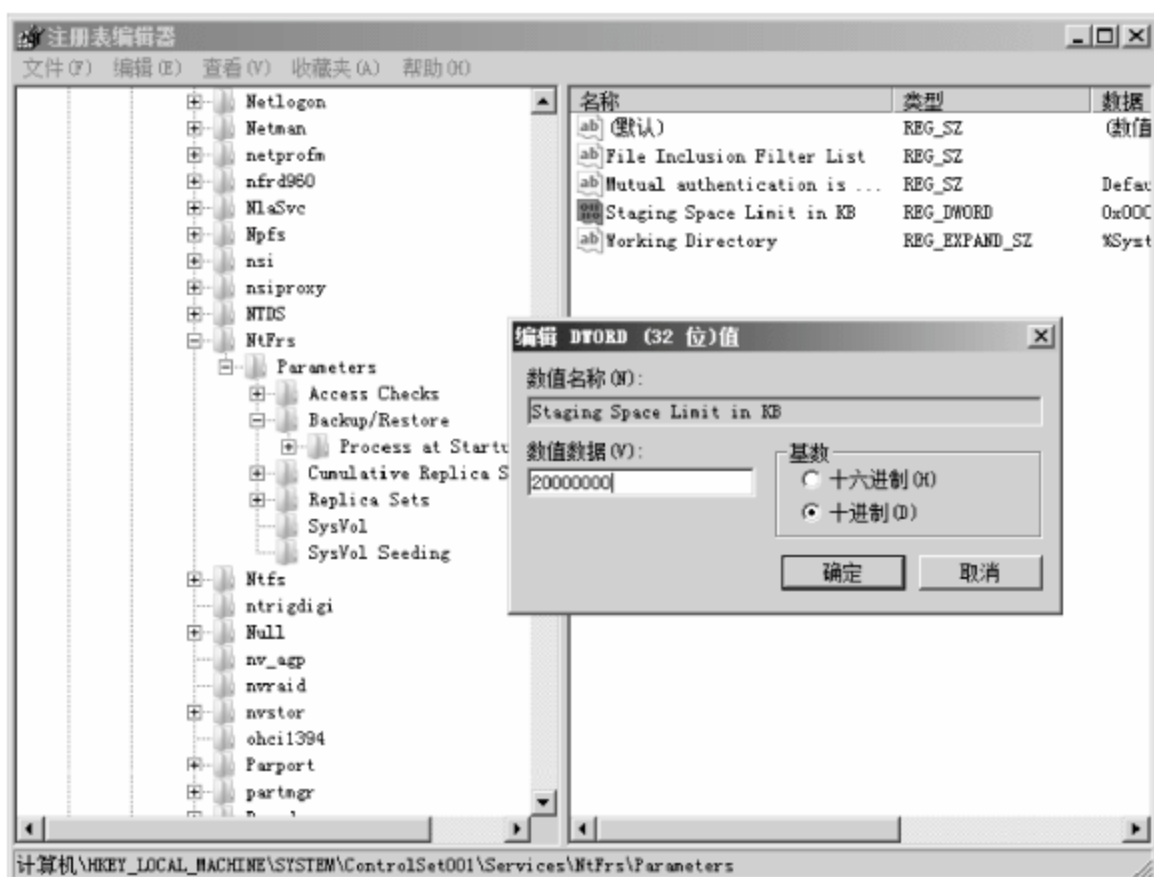 注册表编辑器
文件(F) 编辑(E) 查看(V) 收藏夹(A) 帮助(H)
Netlogon
Netman
netprofm
nfrd960
NlaSvc
Npfs
nsi
nsiproxy
NTDS
NtFrs
Parameters
Access Checks
Backup/Restore
Process at Startu
Cumulative Replica S
Replica Sets
SysVol
SysVol Seeding
Ntfs
ntrigdigi
Null
nv_agp
nvraid
nvstor
ohci1394
Parport
partmgr
名称 类型 数据
(默认) REG_SZ (数值
File Inclusion Filter List REG_SZ
Mutual authentication is ... REG_SZ Defau
Staging Space Limit in KB REG_DWORD 0x000
Working Directory REG_EXPAND_SZ %Syst
编辑 DWORD (32 位)值
数值名称(N):
Staging Space Limit in KB
数值数据(V):
20000000
基数
十六进制(H)
十进制(D)
确定 取消
计算机\HKEY_LOCAL_MACHINE\SYSTEM\ControlSet001\Services\NtFrs\Parameters